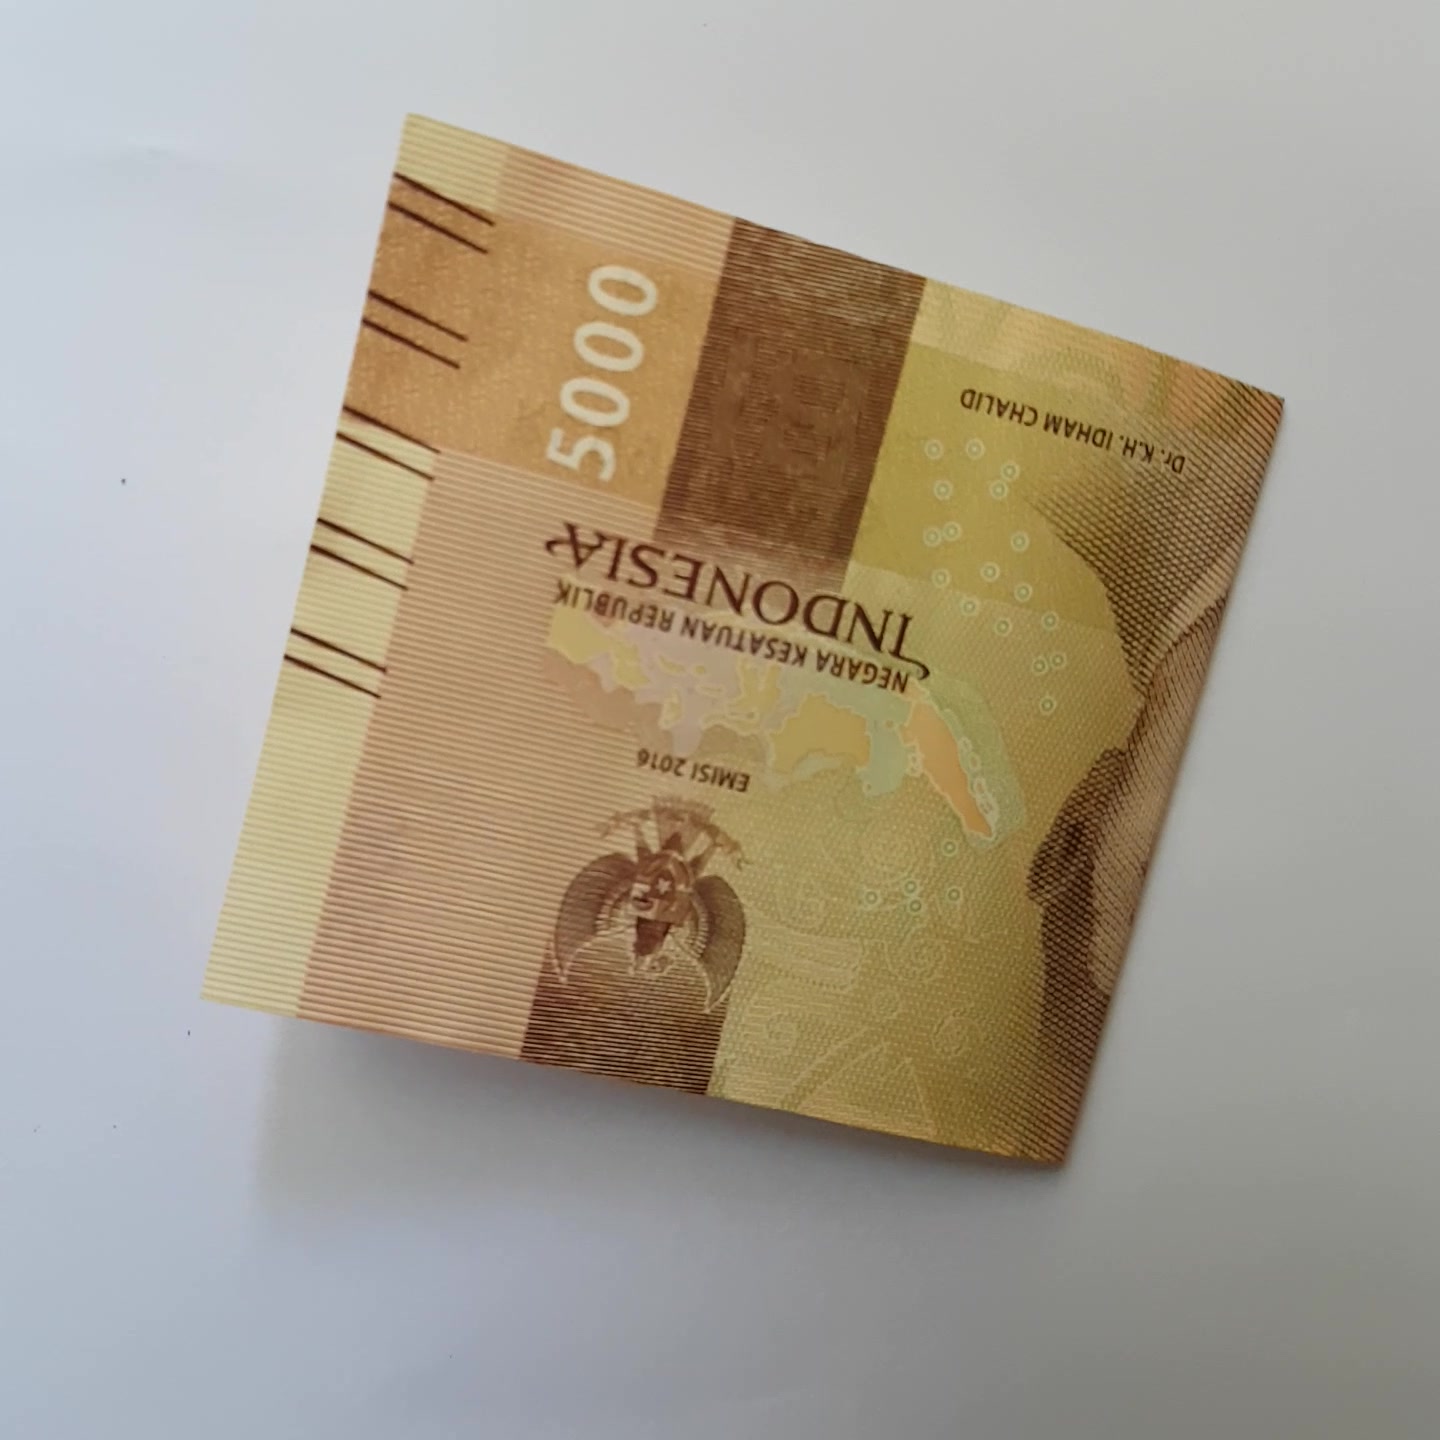 NEGARA KESATUAN REPUBLIK
INDONESIA
EMISI 2016
5000
Dr. K.H. IDHAM CHALID